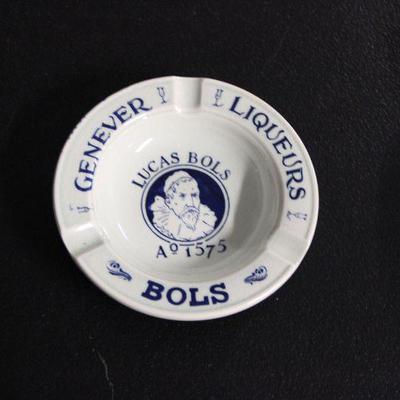 GENEVER
LIQUEURS
LUCAS BOLS
Aº 1575
BOLS